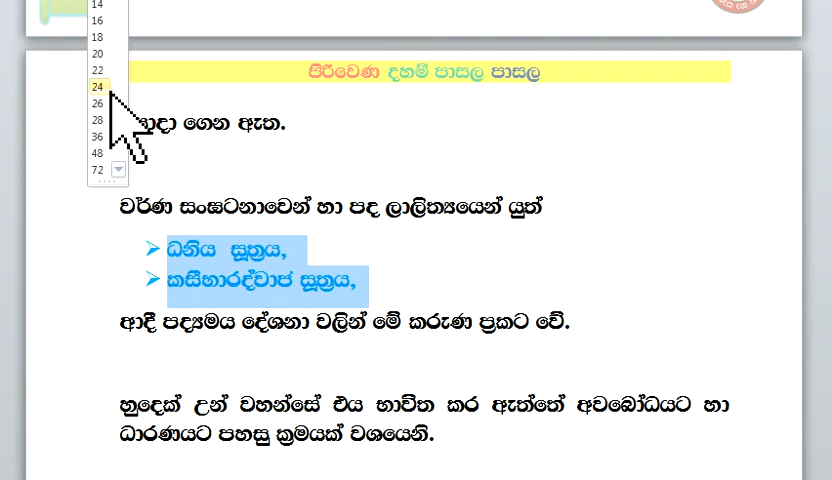 14
16
18
20
22
24
26
28
36
48
72
පිරිවෙණ දහම් පාසල පාසල
ගෙන ඇත.
වර්ණ සංඝටනාවෙන් හා පද ලාලිත්‍යයෙන් යුත්
ධනිය සූත්‍රය,
කසීභාරද්වාජ සූත්‍රය,
ආදී පද්‍යමය දේශනා වලින් මේ කරුණ ප්‍රකට වේ.
හුදෙක් උන් වහන්සේ එය භාවිත කර ඇත්තේ අවබෝධයට හා
ධාරණයට පහසු ක්‍රමයක් වශයෙනි.